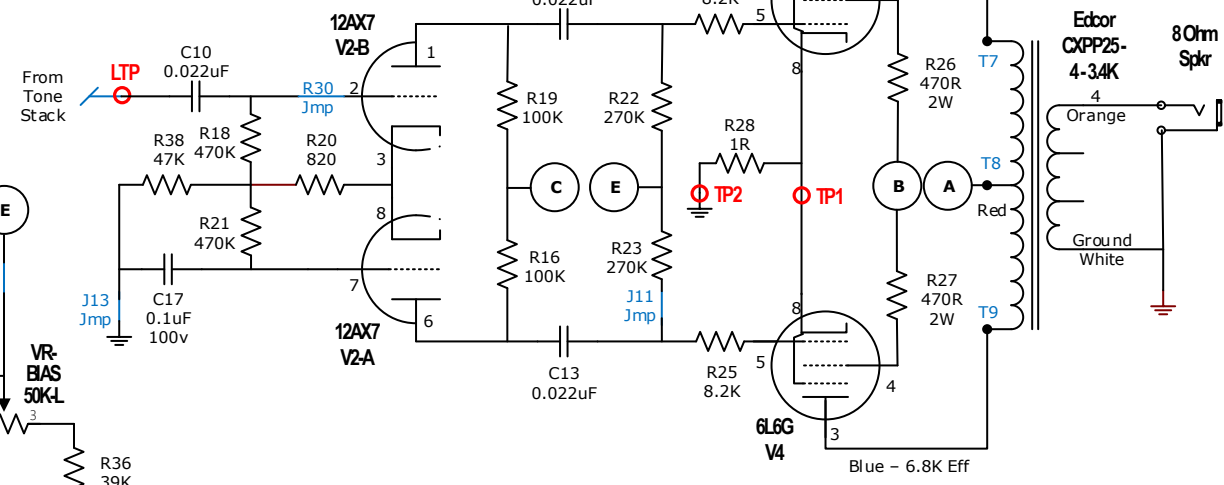 0.022uF
8.2K
5
12AX7
V2-B
1
Edcor
CXPP25-
4-3.4K
8 Ohm
Spkr
C10
0.022uF
From
Tone
Stack
LTP
R30
Jmp
2
8
R26
470R
2W
T7
4
Orange
R19
100K
R22
270K
R28
1R
R38
47K
R18
470K
R20
820
3
T8
C
E
TP2
TP1
B
A
Red
E
8
R21
470K
R16
100K
R23
270K
Ground
White
7
J13
Jmp
C17
0.1uF
100v
J11
Jmp
R27
470R
2W
8
T9
12AX7
V2-A
6
VR-
BIAS
50K-L
3
C13
0.022uF
R25
8.2K
5
4
6L6G
V4
3
Blue – 6.8K Eff
R36
39K